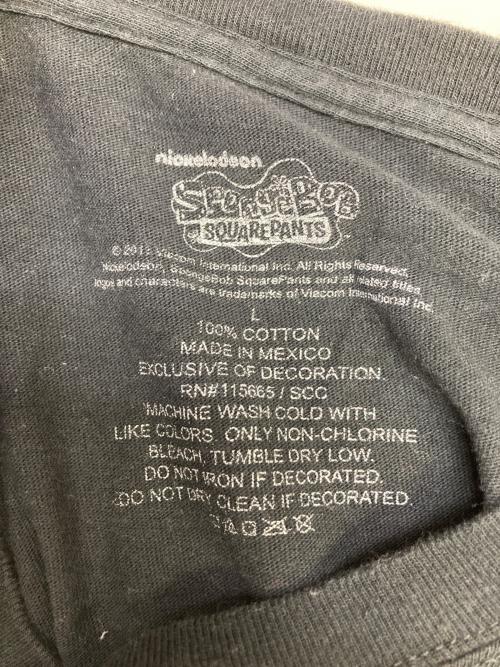 nickelodeon
SpongeBob
SQUAREPANTS
© 2011 Viacom International Inc. All Rights Reserved.
Nickelodeon, SpongeBob SquarePants and all related titles,
logos and characters are trademarks of Viacom International Inc.
L
100% COTTON
MADE IN MEXICO
EXCLUSIVE OF DECORATION.
RN# 115665 / SCC
MACHINE WASH COLD WITH
LIKE COLORS. ONLY NON-CHLORINE
BLEACH. TUMBLE DRY LOW.
DO NOT IRON IF DECORATED.
DO NOT DRY CLEAN IF DECORATED.